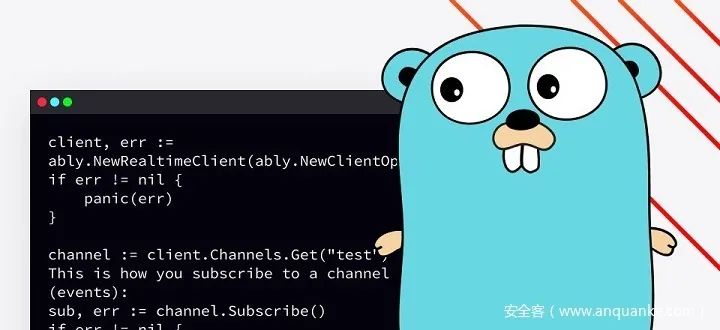 client, err :=
ably.NewRealtimeClient(ably.NewClientOp
if err != nil {
    panic(err)
}
channel := client.Channels.Get("test")
This is how you subscribe to a channel
(events):
sub, err := channel.Subscribe()
if err != nil {
安全客（www.anquanke.com）